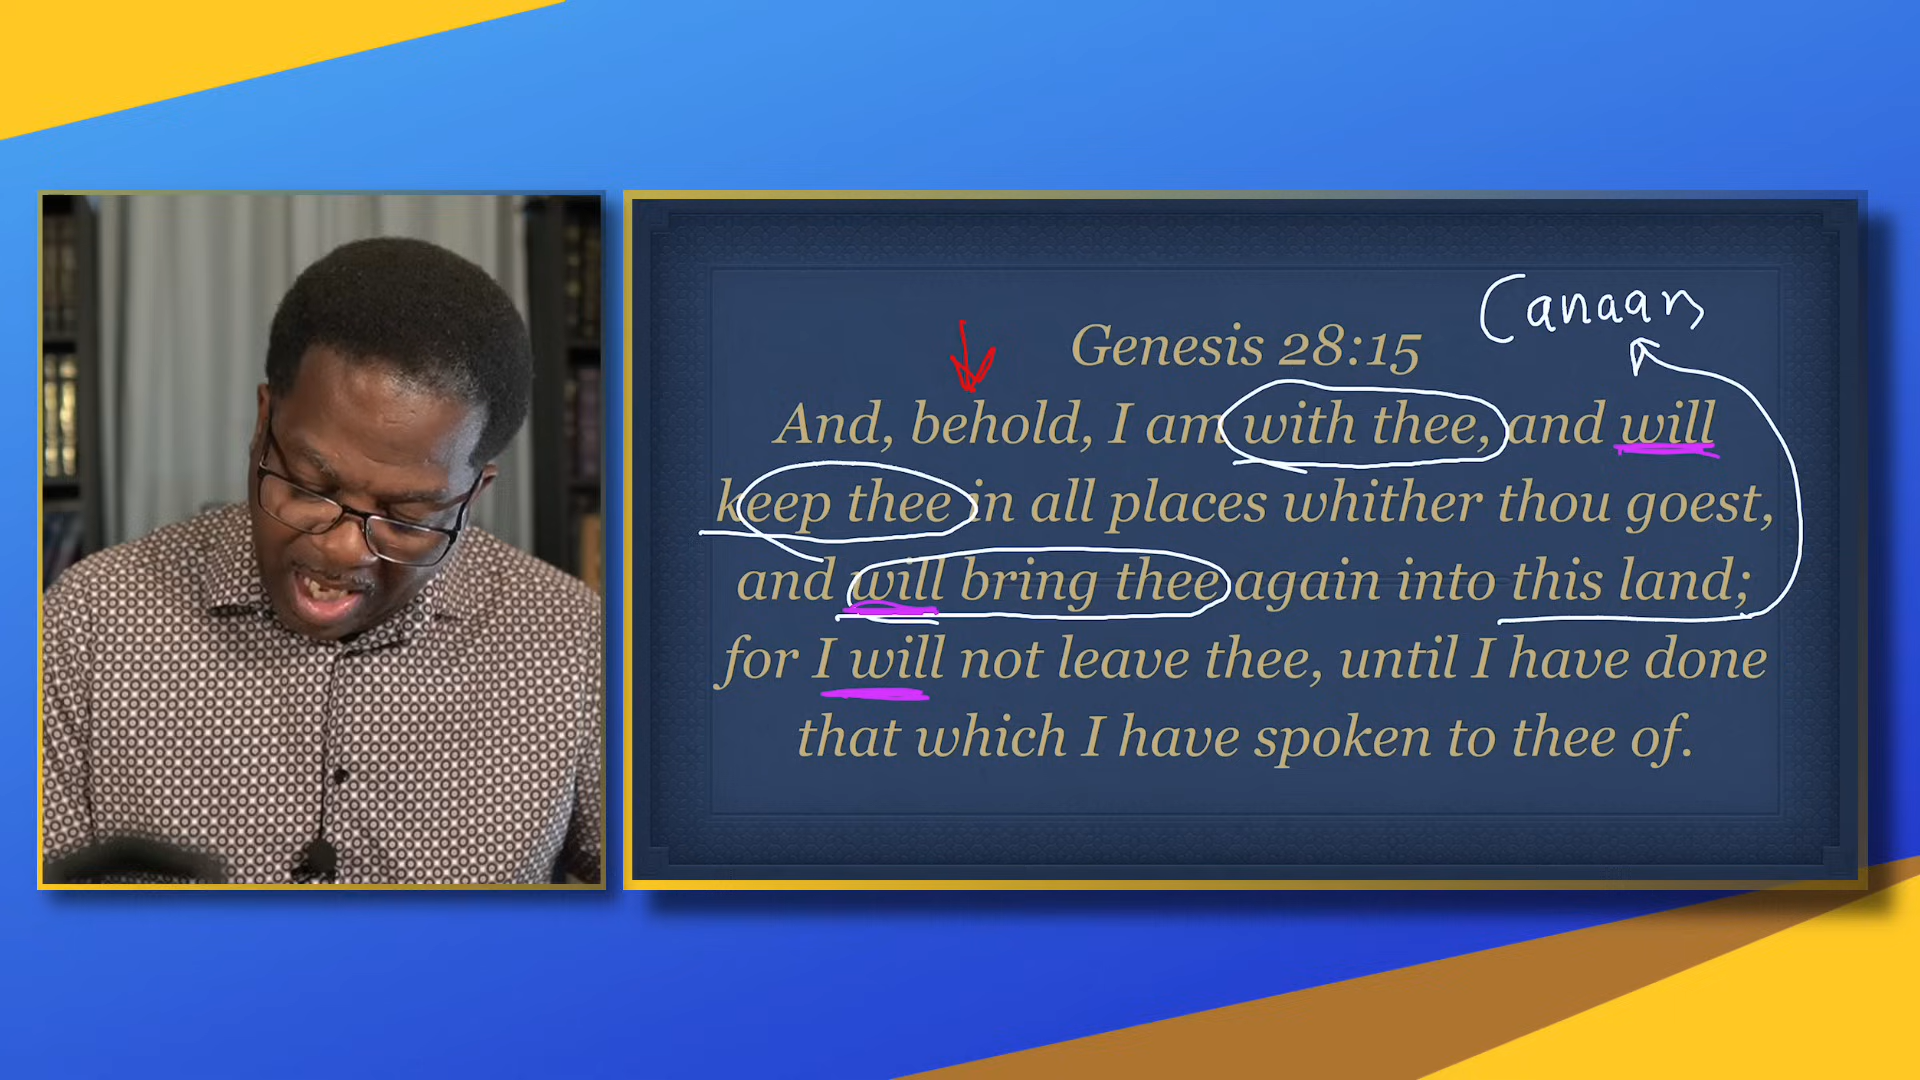 Canaan
Genesis 28:15
And, behold, I am with thee, and will
keep thee in all places whither thou goest,
and will bring thee again into this land;
for I will not leave thee, until I have done
that which I have spoken to thee of.